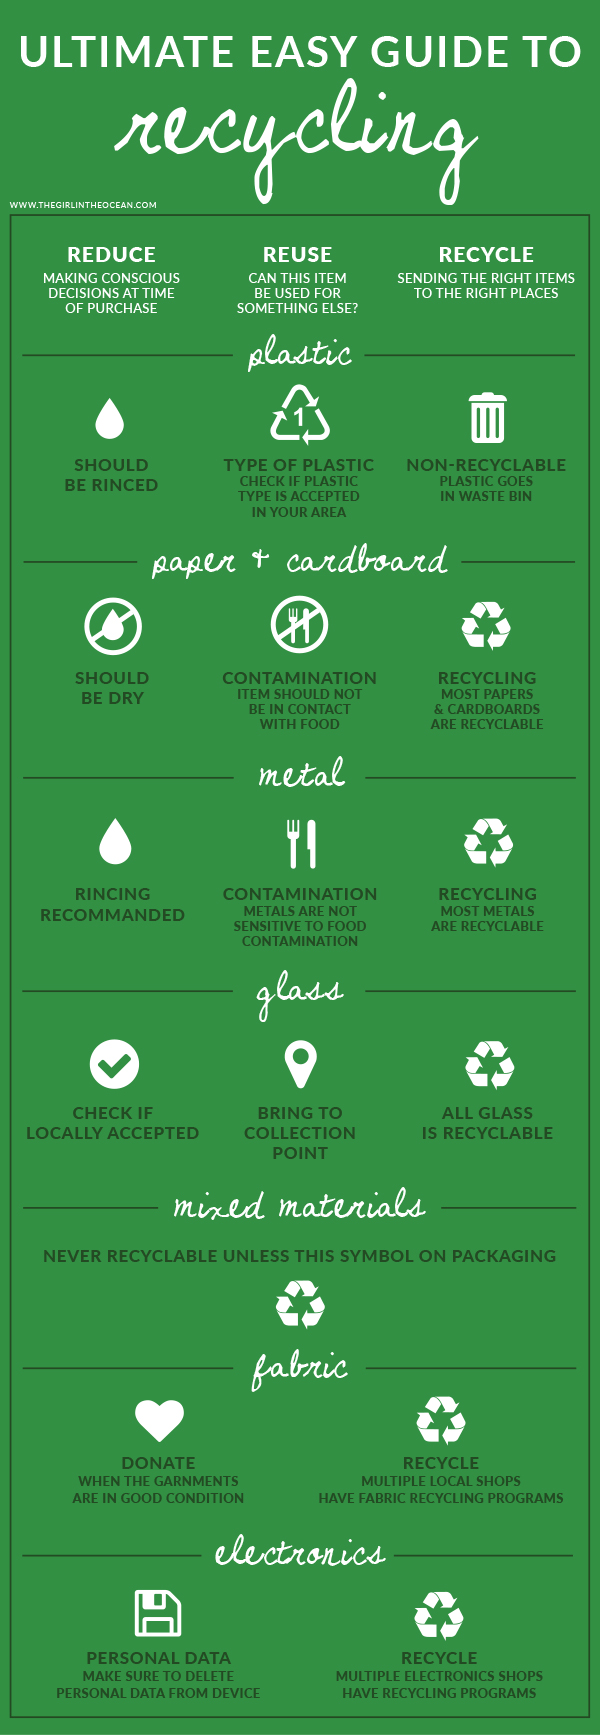 ULTIMATE EASY GUIDE TO
recycling
WWW.THEGIRLINTHEOCEAN.COM
REDUCE
MAKING CONSCIOUS
DECISIONS AT TIME
OF PURCHASE
REUSE
CAN THIS ITEM
BE USED FOR
SOMETHING ELSE?
RECYCLE
SENDING THE RIGHT ITEMS
TO THE RIGHT PLACES
plastic
SHOULD
BE RINCED
1
TYPE OF PLASTIC
CHECK IF PLASTIC
TYPE IS ACCEPTED
IN YOUR AREA
NON-RECYCLABLE
PLASTIC GOES
IN WASTE BIN
paper + cardboard
SHOULD
BE DRY
CONTAMINATION
ITEM SHOULD NOT
BE IN CONTACT
WITH FOOD
RECYCLING
MOST PAPERS
& CARDBOARDS
ARE RECYCLABLE
metal
RINCING
RECOMMANDED
CONTAMINATION
METALS ARE NOT
SENSITIVE TO FOOD
CONTAMINATION
RECYCLING
MOST METALS
ARE RECYCLABLE
glass
CHECK IF
LOCALLY ACCEPTED
BRING TO
COLLECTION
POINT
ALL GLASS
IS RECYCLABLE
mixed materials
NEVER RECYCLABLE UNLESS THIS SYMBOL ON PACKAGING
fabric
DONATE
WHEN THE GARNMENTS
ARE IN GOOD CONDITION
RECYCLE
MULTIPLE LOCAL SHOPS
HAVE FABRIC RECYCLING PROGRAMS
electronics
PERSONAL DATA
MAKE SURE TO DELETE
PERSONAL DATA FROM DEVICE
RECYCLE
MULTIPLE ELECTRONICS SHOPS
HAVE RECYCLING PROGRAMS